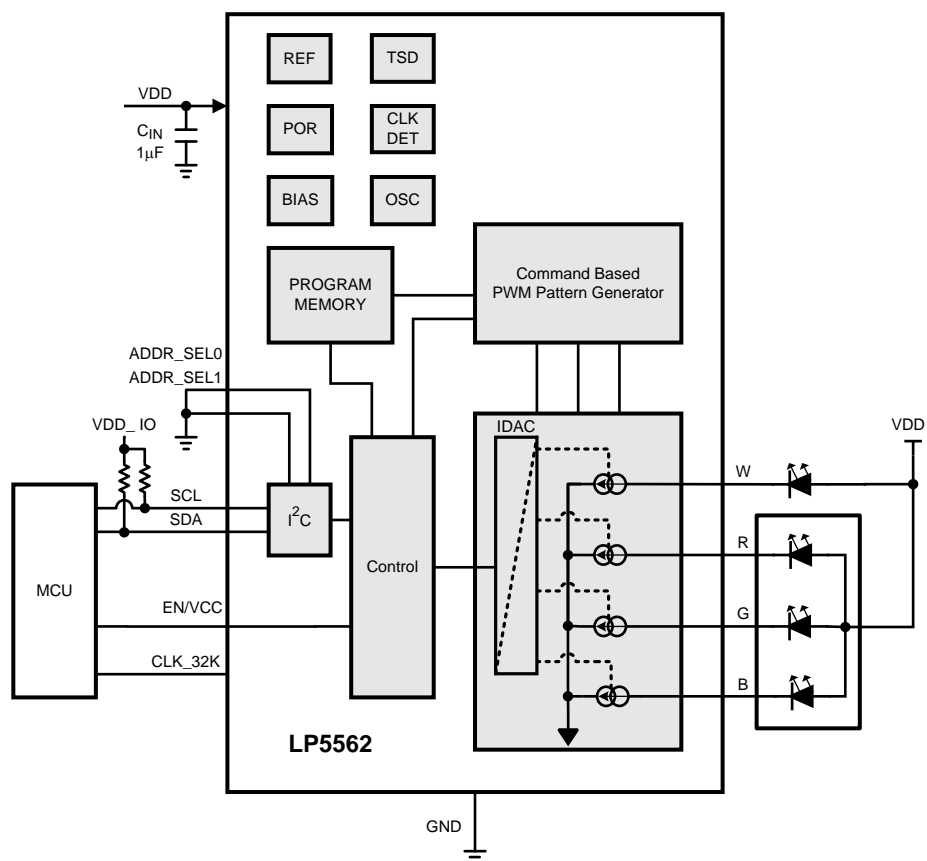 REF
TSD
VDD
C_IN
1μF
POR
CLK
DET
BIAS
OSC
PROGRAM
MEMORY
Command Based
PWM Pattern Generator
ADDR_SEL0
ADDR_SEL1
VDD_ IO
IDAC
VDD
W
SCL
SDA
I²C
R
MCU
Control
EN/VCC
G
CLK_32K
B
LP5562
GND